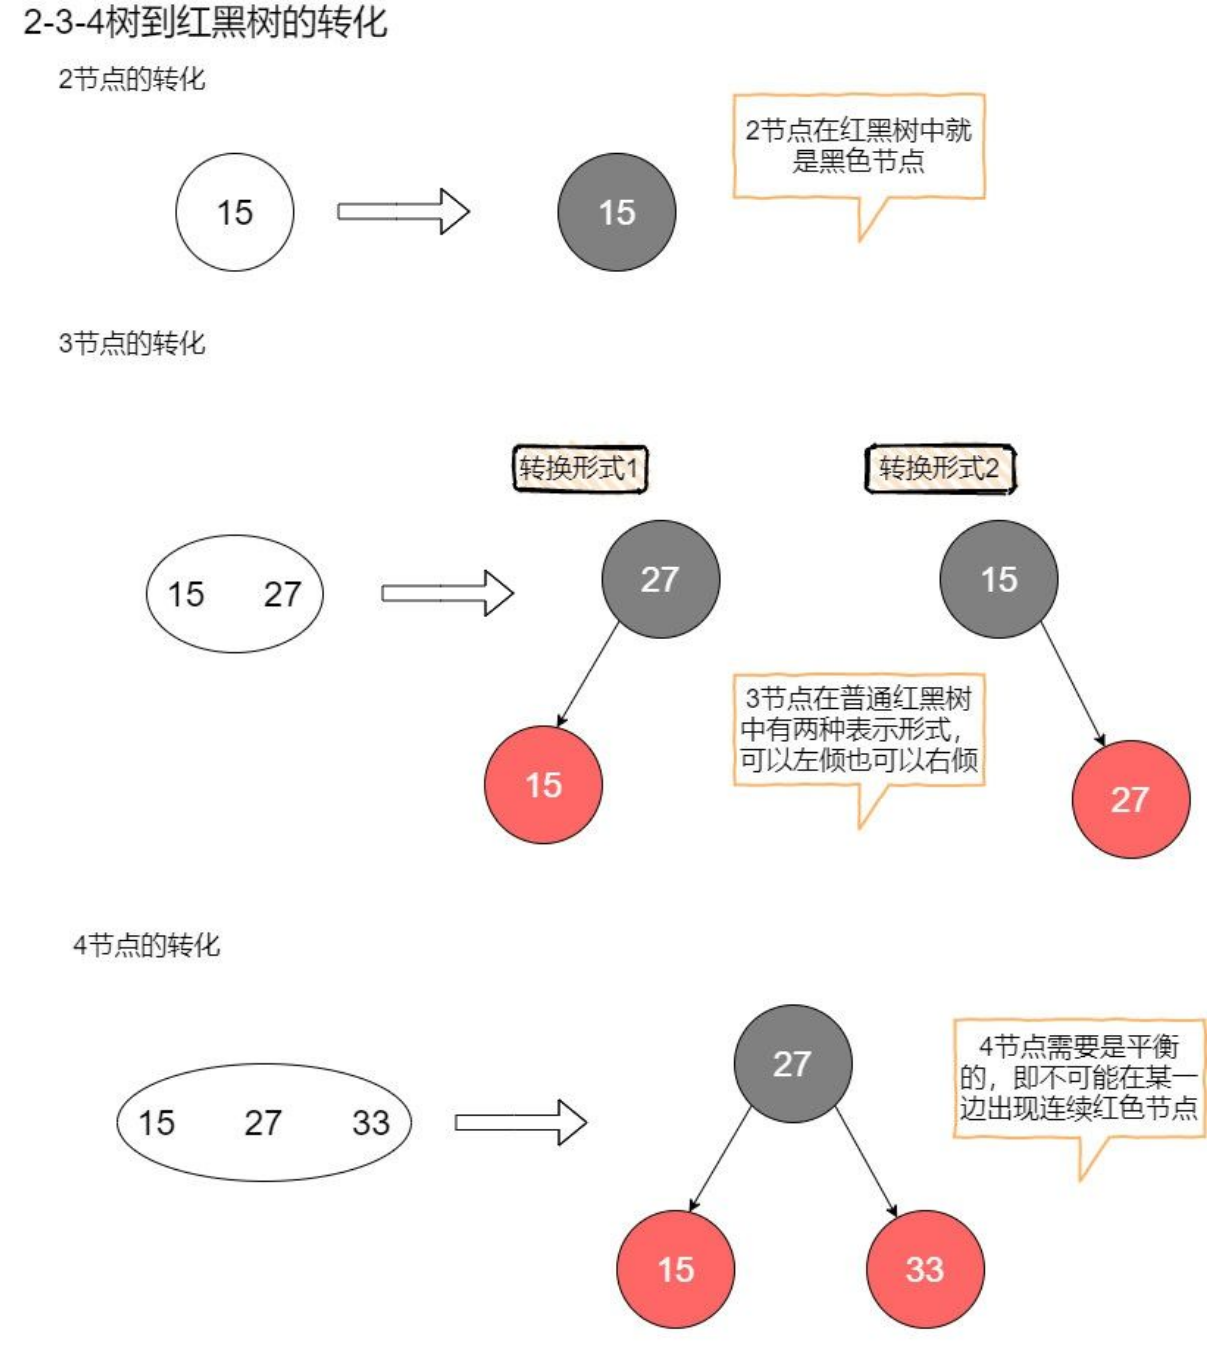 2-3-4树到红黑树的转化
2节点的转化
2节点在红黑树中就
是黑色节点
15
15
3节点的转化
转换形式1
转换形式2
15 27
27
15
3节点在普通红黑树
中有两种表示形式，
可以左倾也可以右倾
15
27
4节点的转化
27
4节点需要是平衡
的，即不可能在某一
边出现连续红色节点
15 27 33
15
33